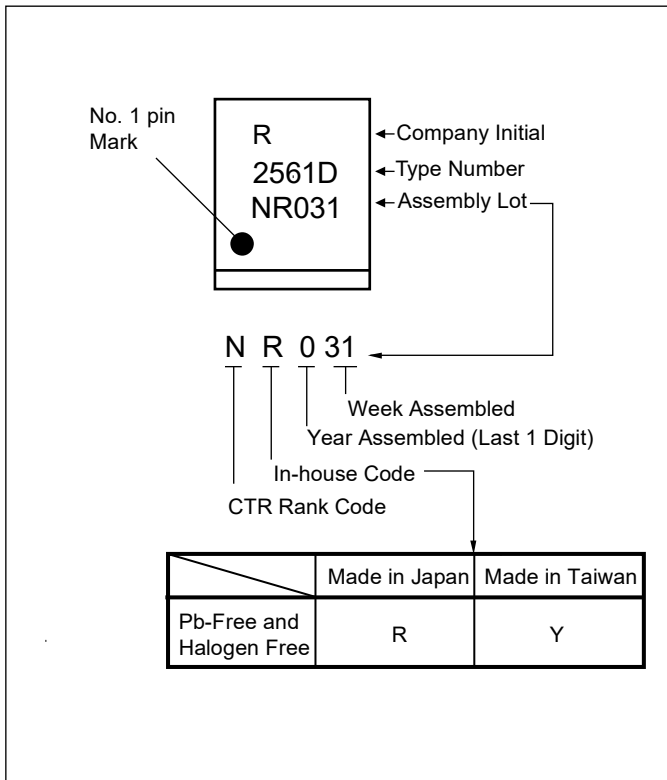 No. 1 pin
Mark
R
2561D
NR031
Company Initial
Type Number
Assembly Lot
N R 0 31
Week Assembled
Year Assembled (Last 1 Digit)
In-house Code
CTR Rank Code
Made in Japan Made in Taiwan
Pb-Free and
Halogen Free R Y